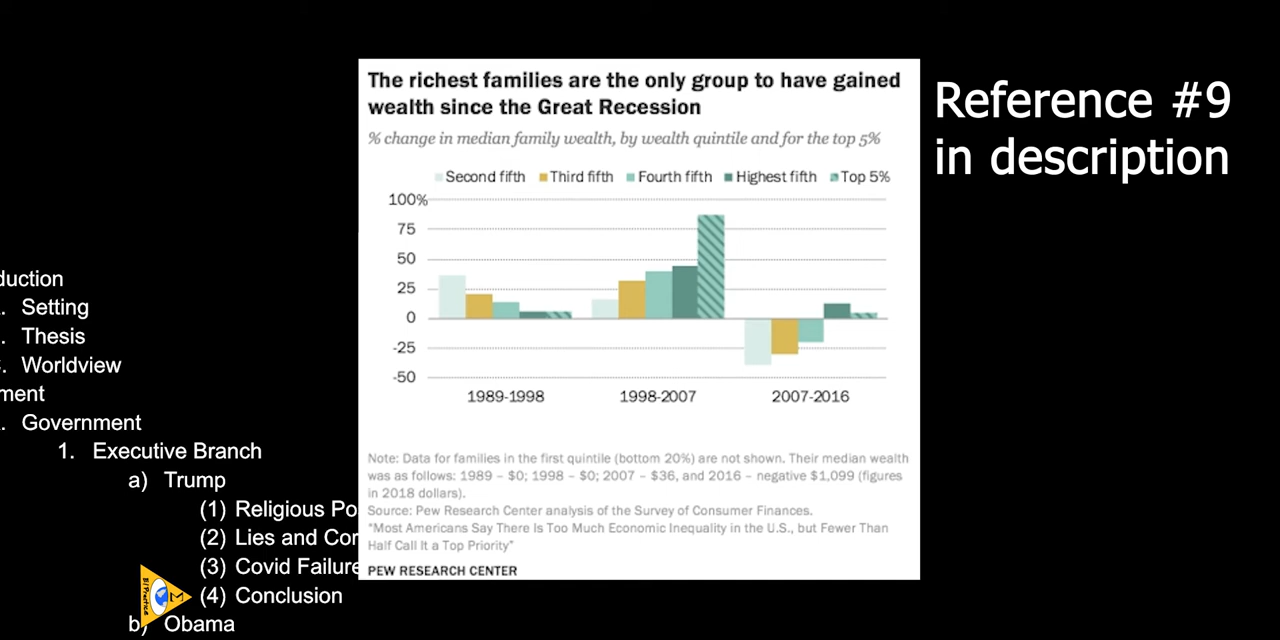 The richest families are the only group to have gained
wealth since the Great Recession
% change in median family wealth, by wealth quintile and for the top 5%
Second fifth Third fifth Fourth fifth Highest fifth Top 5%
100%
75
50
25
0
-25
-50
1989-1998 1998-2007 2007-2016
Note: Data for families in the first quintile (bottom 20%) are not shown. Their median wealth
was as follows: 1989 – $0; 1998 – $0; 2007 – $36, and 2016 – negative $1,099 (figures
in 2018 dollars).
Source: Pew Research Center analysis of the Survey of Consumer Finances.
"Most Americans Say There Is Too Much Economic Inequality in the U.S., but Fewer Than
Half Call It a Top Priority"
PEW RESEARCH CENTER
Reference #9
in description
duction
. Setting
. Thesis
. Worldview
ment
. Government
1. Executive Branch
a) Trump
(1) Religious Po
(2) Lies and Cor
(3) Covid Failure
(4) Conclusion
b) Obama